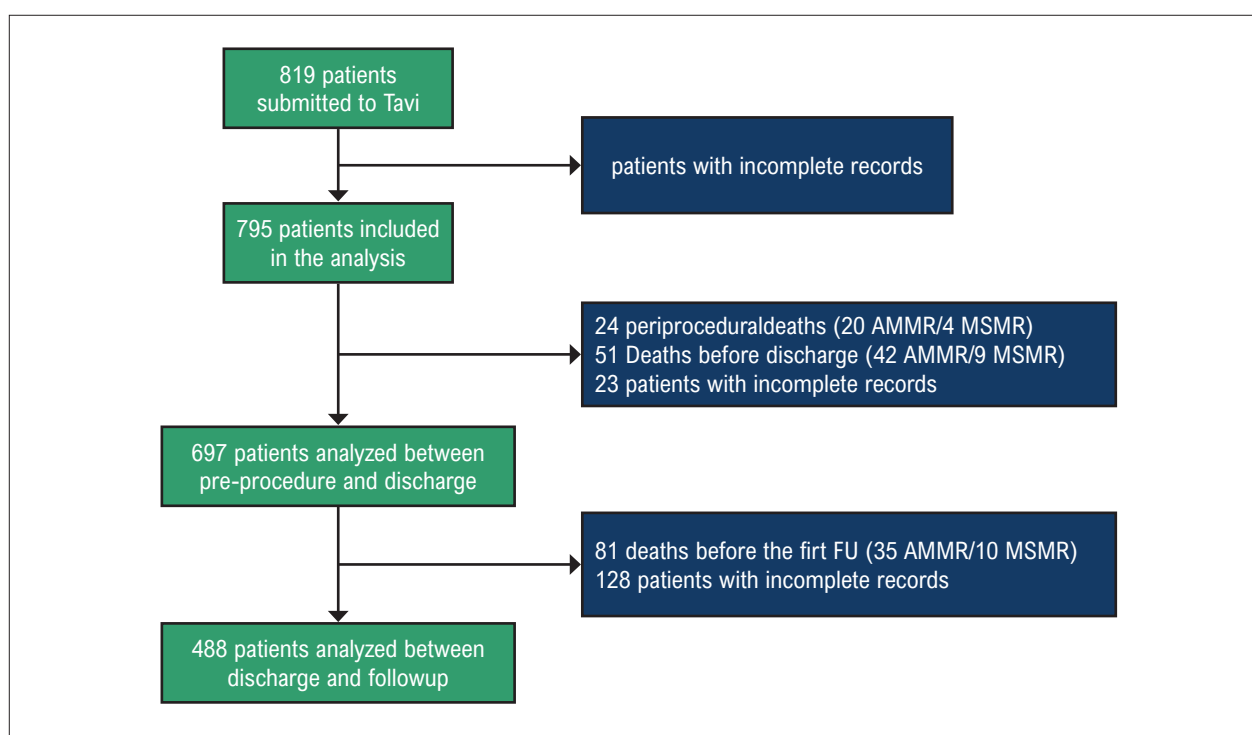 819 patients
submitted to Tavi
patients with incomplete records
795 patients included
in the analysis
24 periproceduraldeaths (20 AMMR/4 MSMR)
51 Deaths before discharge (42 AMMR/9 MSMR)
23 patients with incomplete records
697 patients analyzed between
pre-procedure and discharge
81 deaths before the firt FU (35 AMMR/10 MSMR)
128 patients with incomplete records
488 patients analyzed between
discharge and followup